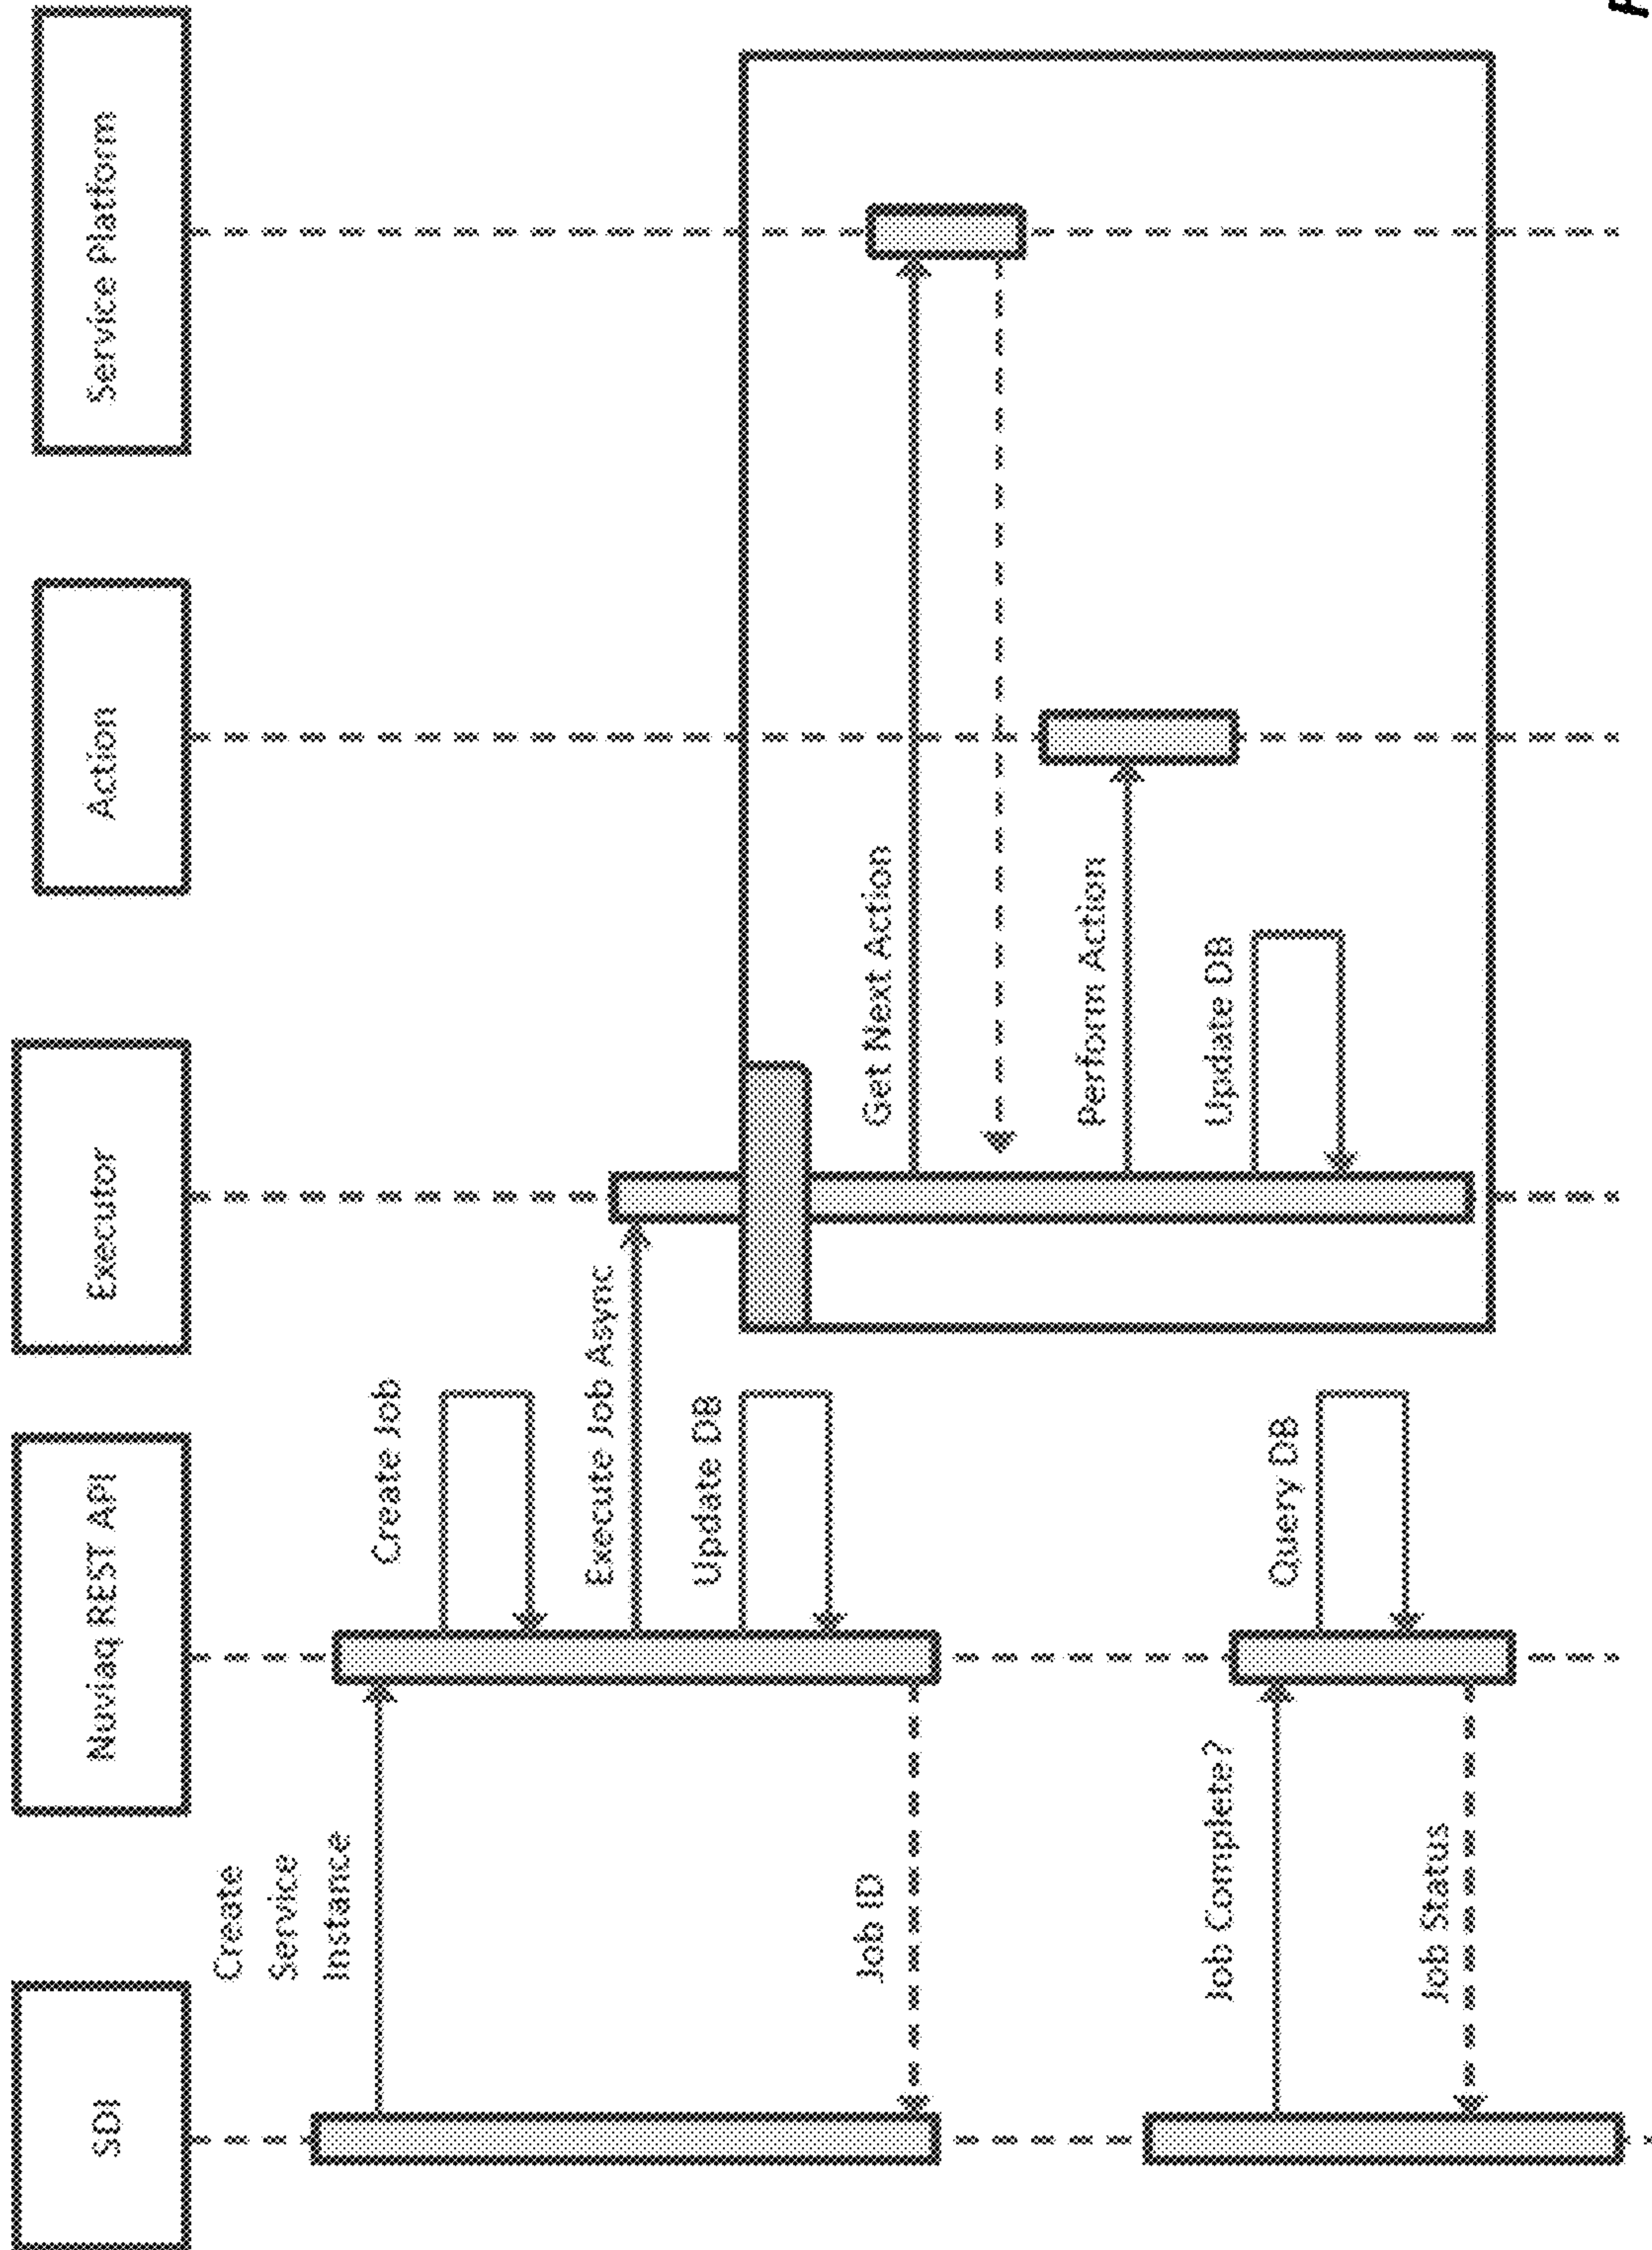 SDI
Noviaq REST API
Executor
Action
Service Platform
Create
Service
Instance
Create Job
Execute Job Async
Update DB
Job ID
Get Next Action
Perform Action
Update DB
Job Complete?
Query DB
Job Status